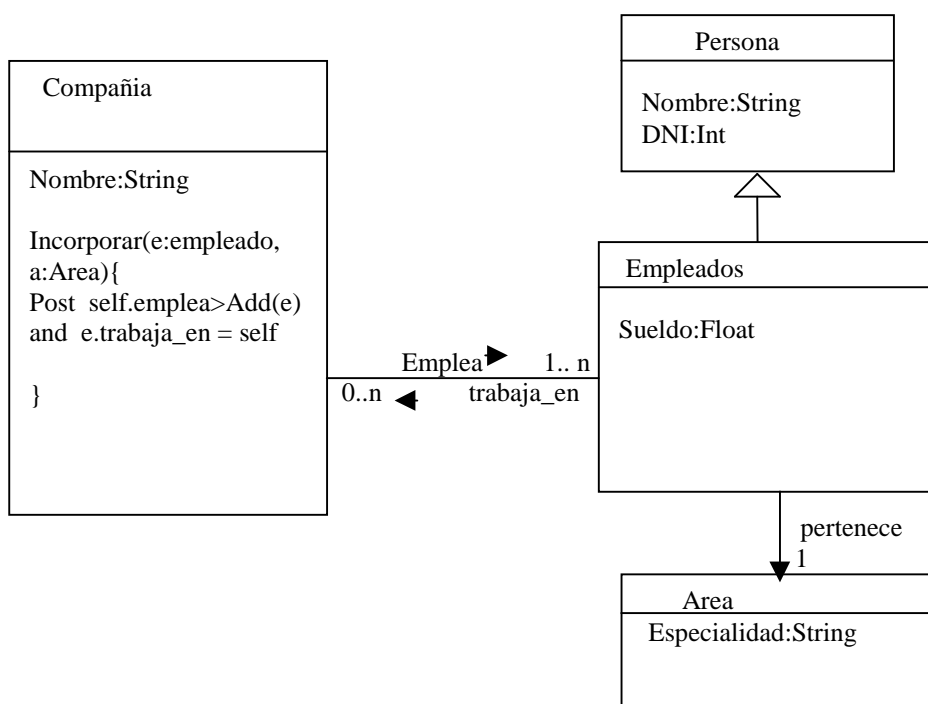 Persona
Nombre:String
DNI:Int
Compañia
Nombre:String
Incorporar(e:empleado,
a:Area){
Post self.emplea>Add(e)
and e.trabaja_en = self
}
Empleados
Sueldo:Float
Emplea
1.. n
0..n
trabaja_en
pertenece
1
Area
Especialidad:String